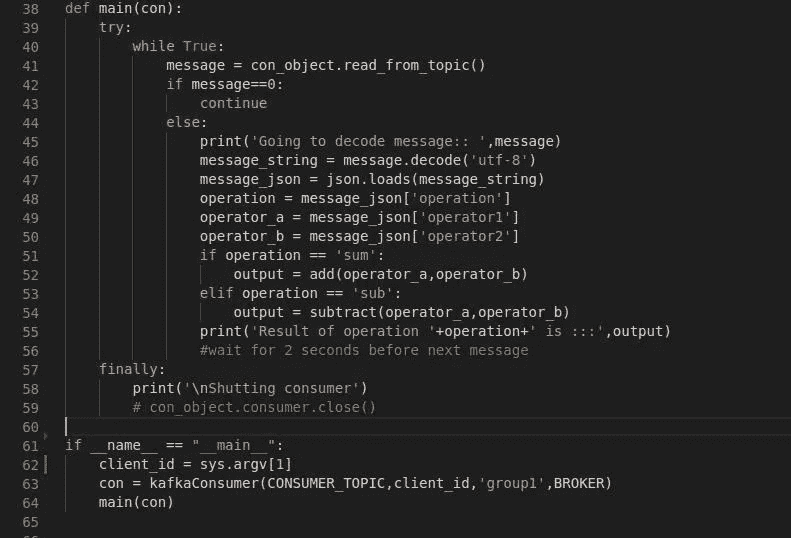 38 def main(con):
39     try:
40         while True:
41             message = con_object.read_from_topic()
42             if message==0:
43                 continue
44             else:
45                 print('Going to decode message:: ',message)
46                 message_string = message.decode('utf-8')
47                 message_json = json.loads(message_string)
48                 operation = message_json['operation']
49                 operator_a = message_json['operator1']
50                 operator_b = message_json['operator2']
51                 if operation == 'sum':
52                     output = add(operator_a,operator_b)
53                 elif operation == 'sub':
54                     output = subtract(operator_a,operator_b)
55                 print('Result of operation '+operation+' is :::',output)
56                 #wait for 2 seconds before next message
57     finally:
58         print('\nShutting consumer')
59         # con_object.consumer.close()
60
61 if __name__ == "__main__":
62     client_id = sys.argv[1]
63     con = kafkaConsumer(CONSUMER_TOPIC,client_id,'group1',BROKER)
64     main(con)
65